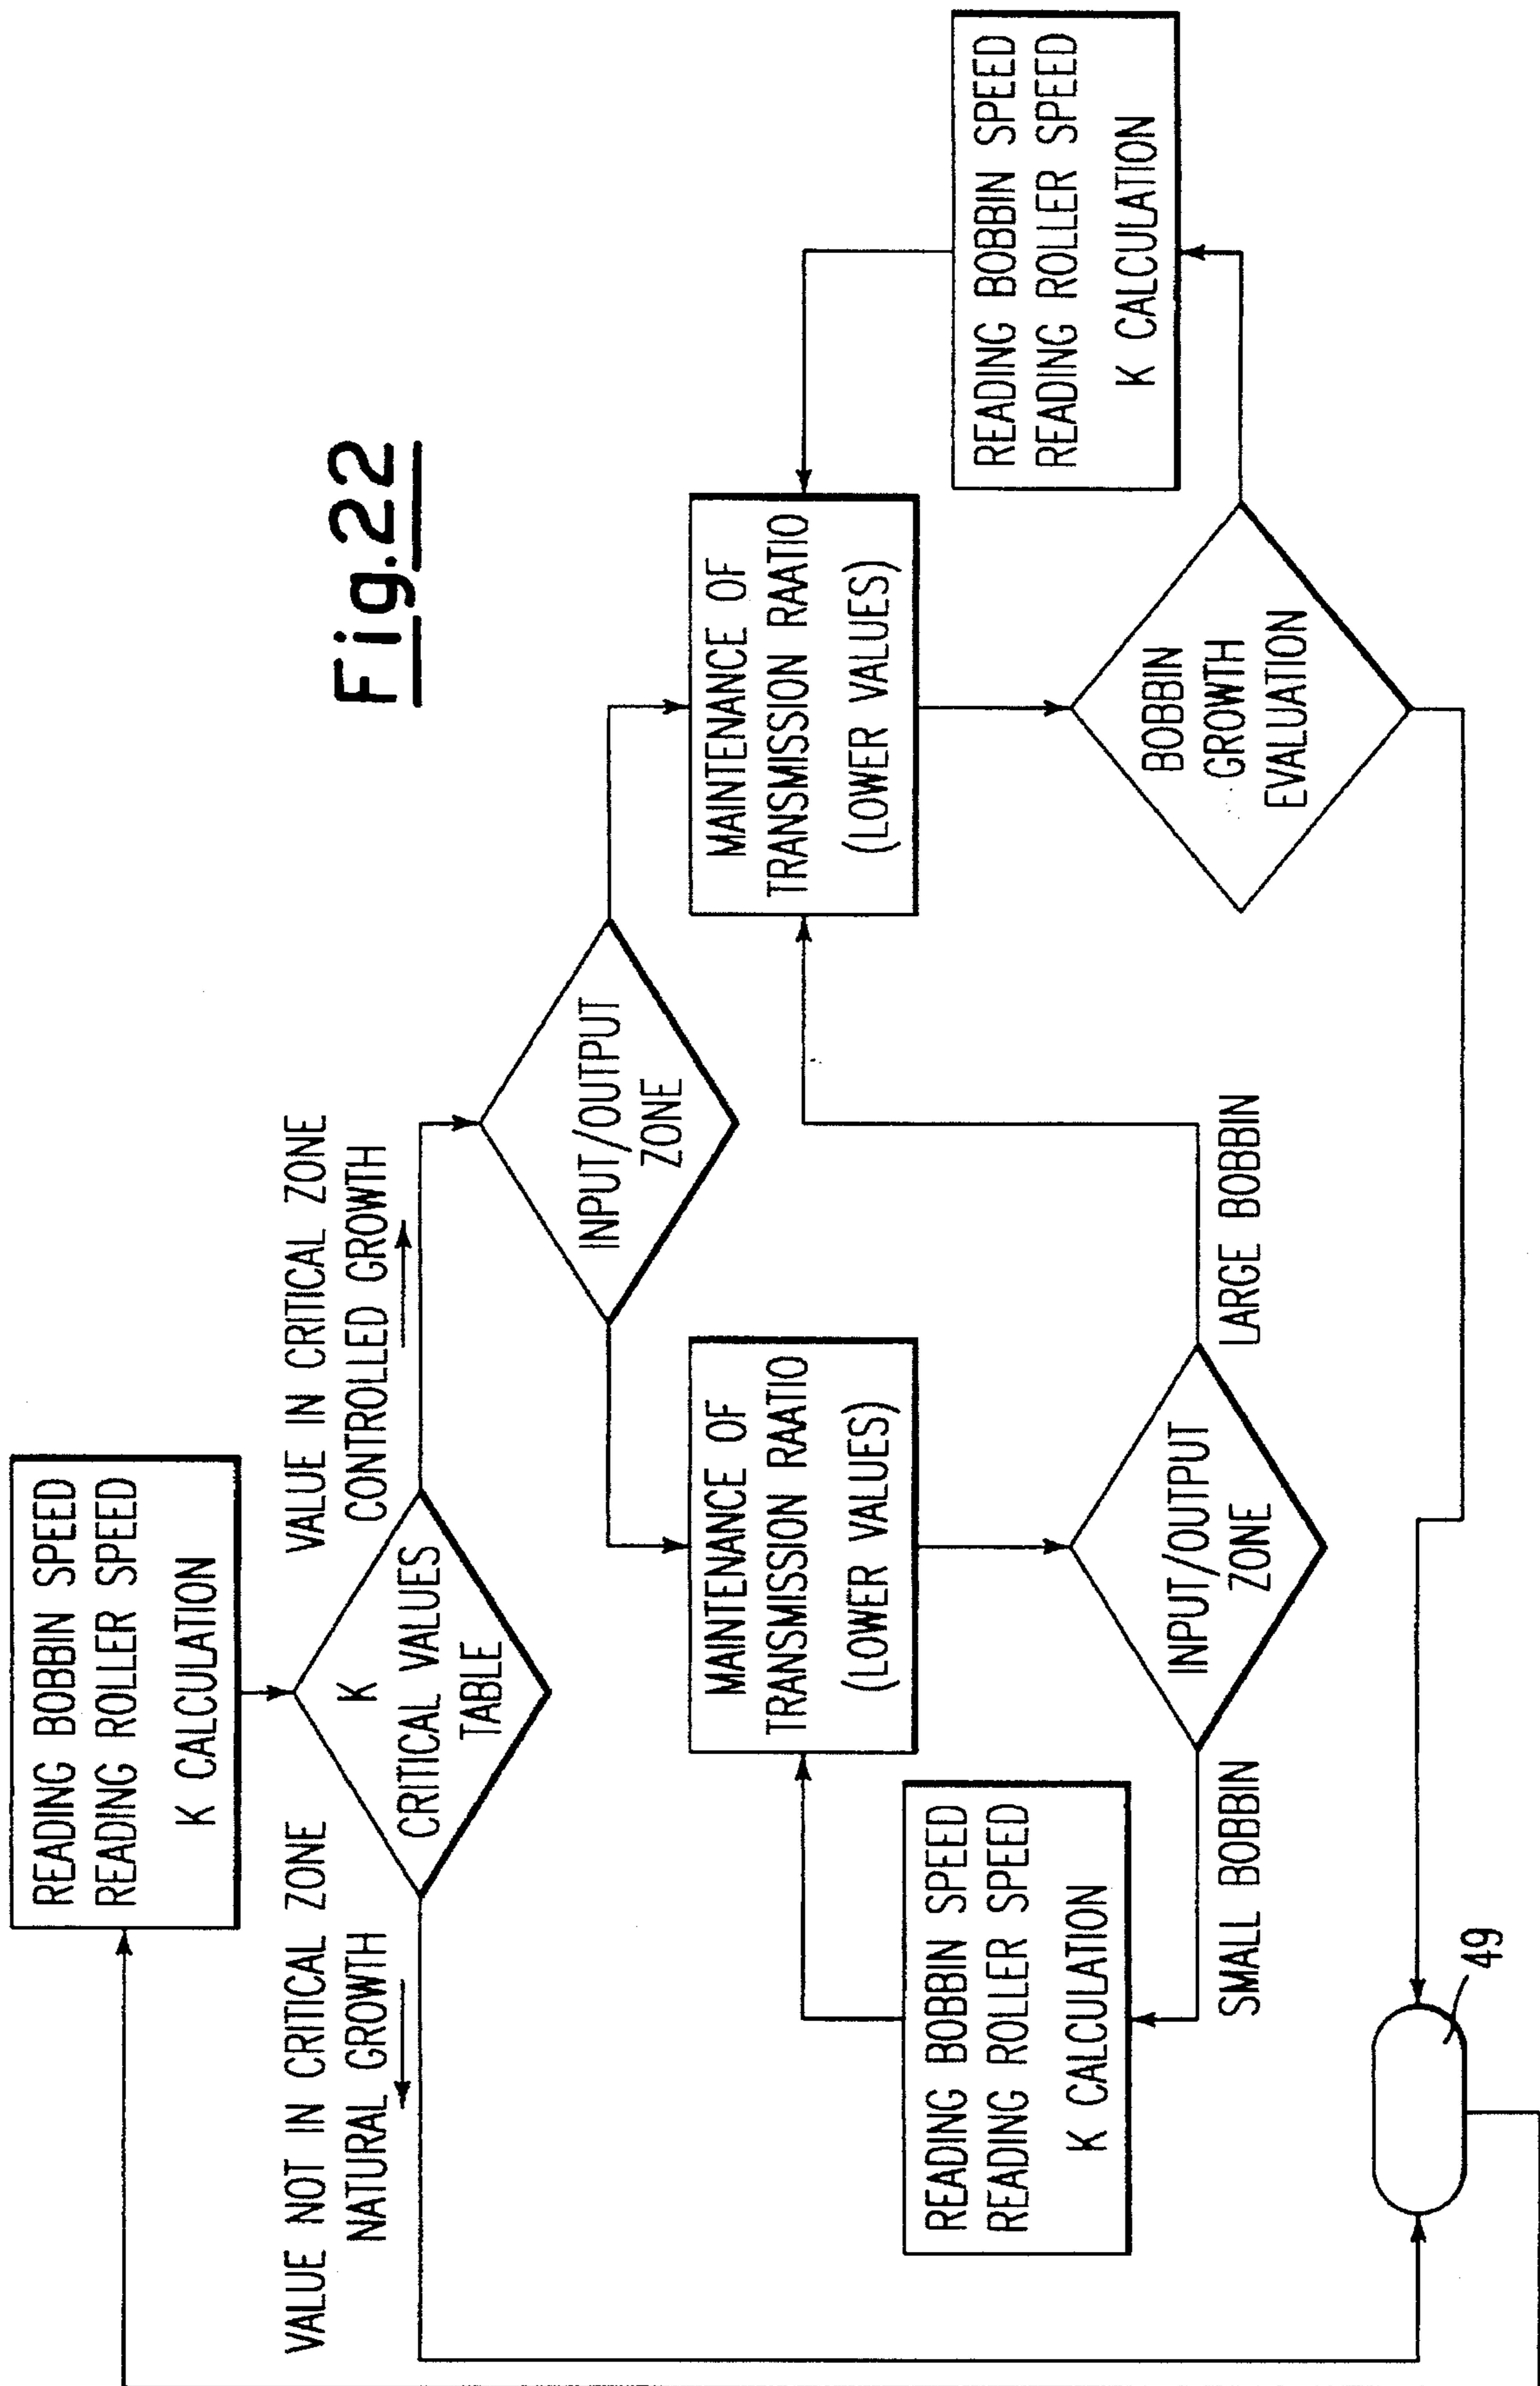 Fig.22
READING BOBBIN SPEED
READING ROLLER SPEED
K CALCULATION
VALUE NOT IN CRITICAL ZONE
NATURAL GROWTH
K
CRITICAL VALUES
TABLE
VALUE IN CRITICAL ZONE
CONTROLLED GROWTH
INPUT/OUTPUT
ZONE
MAINTENANCE OF
TRANSMISSION RAATIO
(LOWER VALUES)
MAINTENANCE OF
TRANSMISSION RAATIO
(LOWER VALUES)
READING BOBBIN SPEED
READING ROLLER SPEED
K CALCULATION
INPUT/OUTPUT
ZONE
SMALL BOBBIN
LARGE BOBBIN
BOBBIN
GROWTH
EVALUATION
READING BOBBIN SPEED
READING ROLLER SPEED
K CALCULATION
49